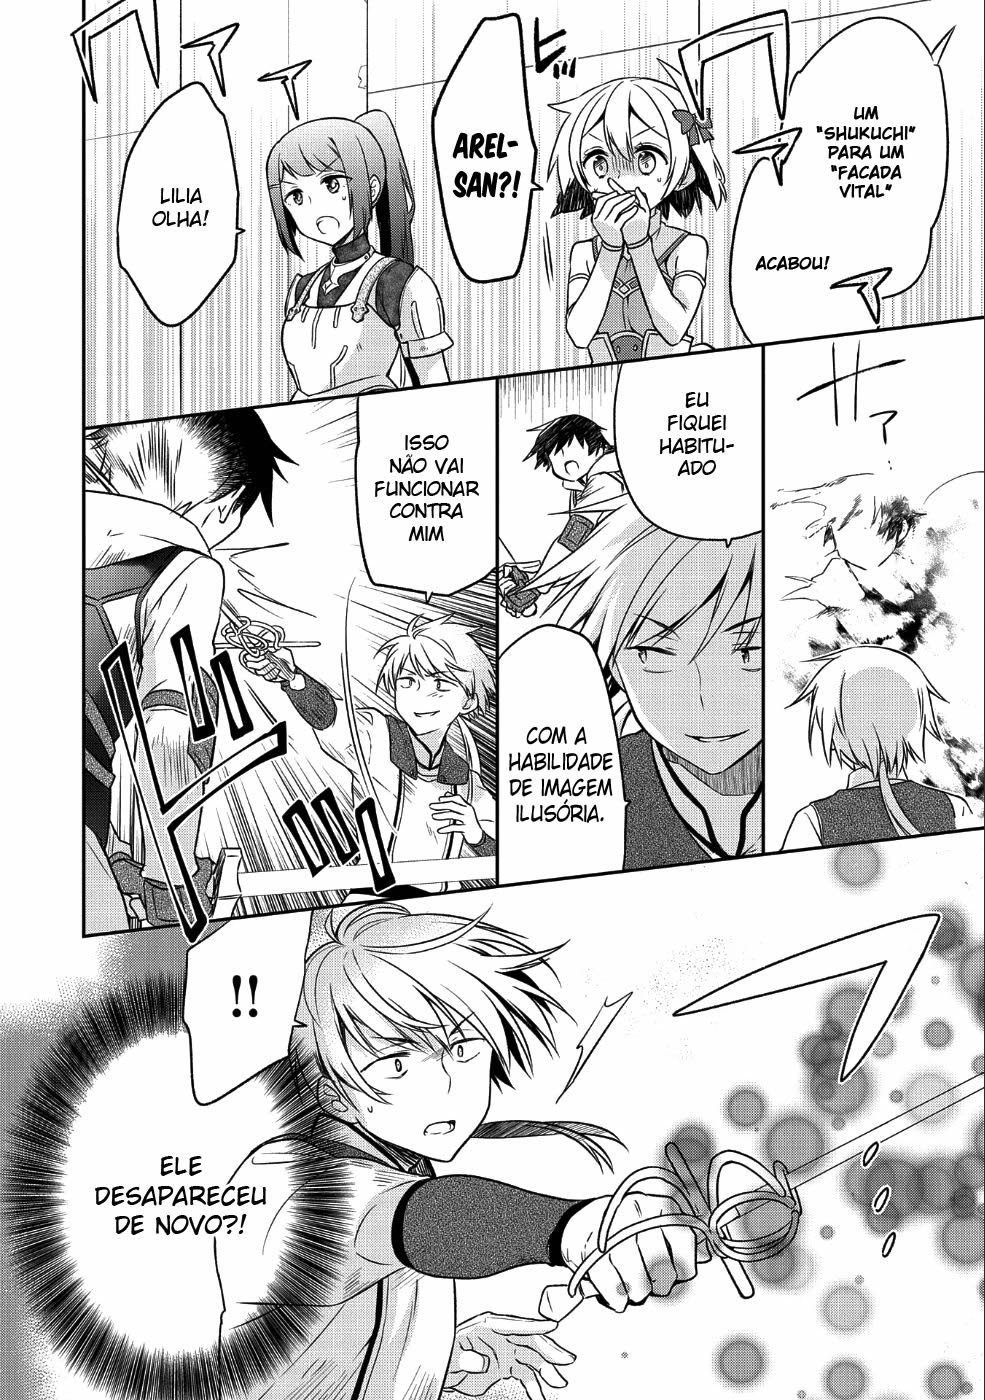 UM
"SHUKUCHI"
PARA UM
"FACADA
VITAL"
ACABOU!
AREL-
SAN?!
LILIA
OLHA!
EU
FIQUEI
HABITU-
ADO
COM A
HABILIDADE
DE IMAGEM
ILUSÓRIA.
ISSO
NÃO VAI
FUNCIONAR
CONTRA
MIM
!!
ELE
DESAPARECEU
DE NOVO?!